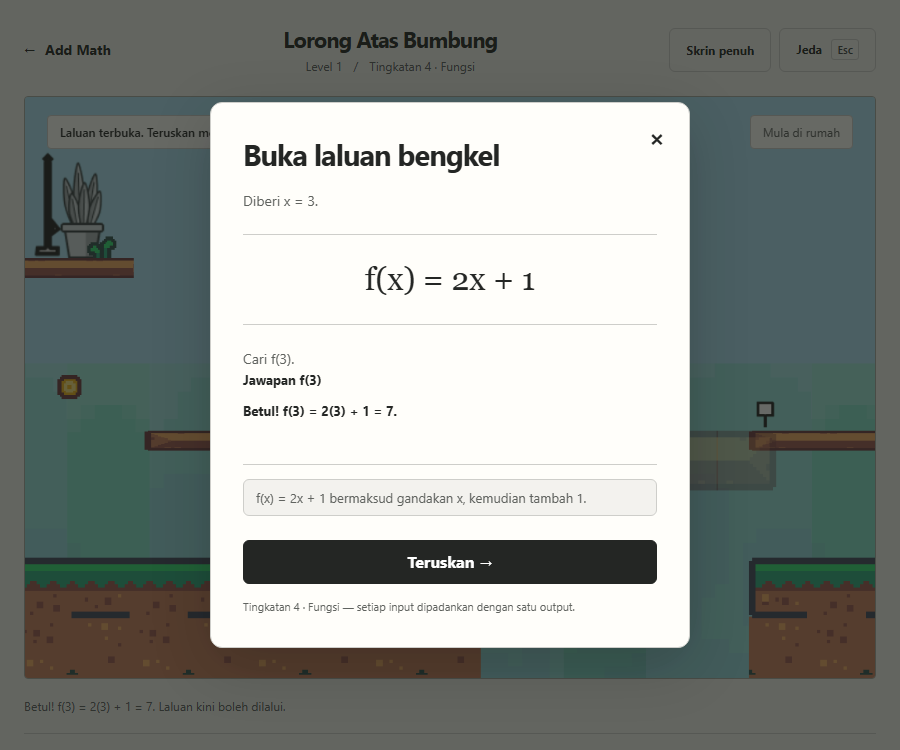 ← Add Math
Lorong Atas Bumbung
Level 1 / Tingkatan 4 · Fungsi
Skrin penuh
Jeda Esc
Laluan terbuka. Teruskan
Mula di rumah
Buka laluan bengkel
×
Diberi x = 3.
f(x) = 2x + 1
Cari f(3).
Jawapan f(3)
Betul! f(3) = 2(3) + 1 = 7.
f(x) = 2x + 1 bermaksud gandakan x, kemudian tambah 1.
Teruskan →
Tingkatan 4 · Fungsi — setiap input dipadankan dengan satu output.
Betul! f(3) = 2(3) + 1 = 7. Laluan kini boleh dilalui.